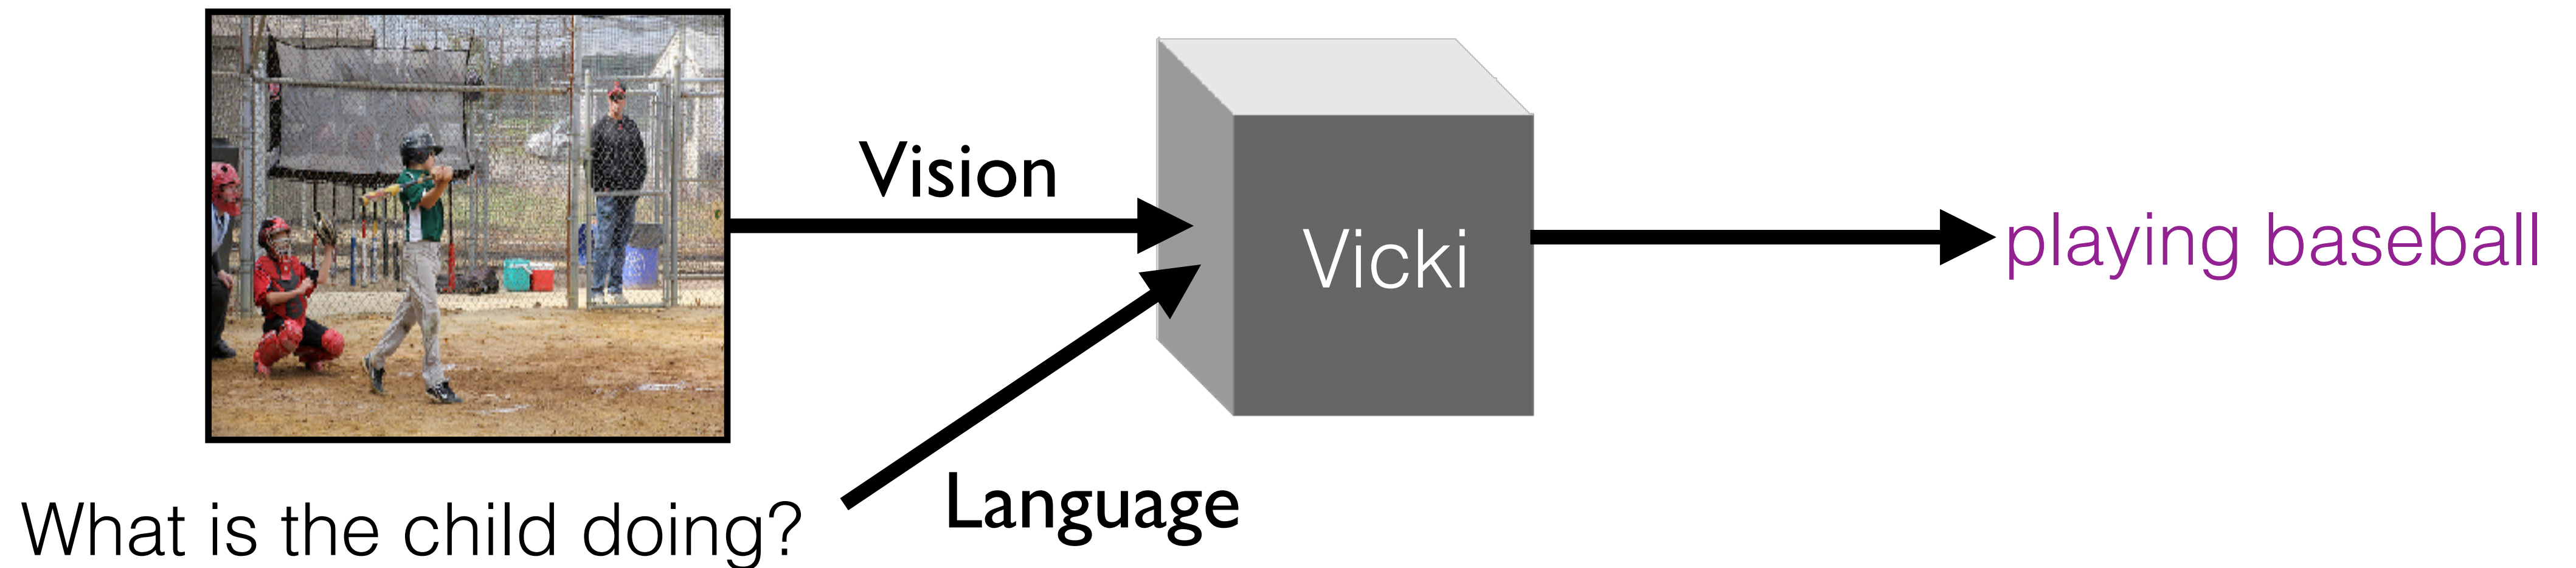 Vision
Vicki
playing baseball
What is the child doing?
Language